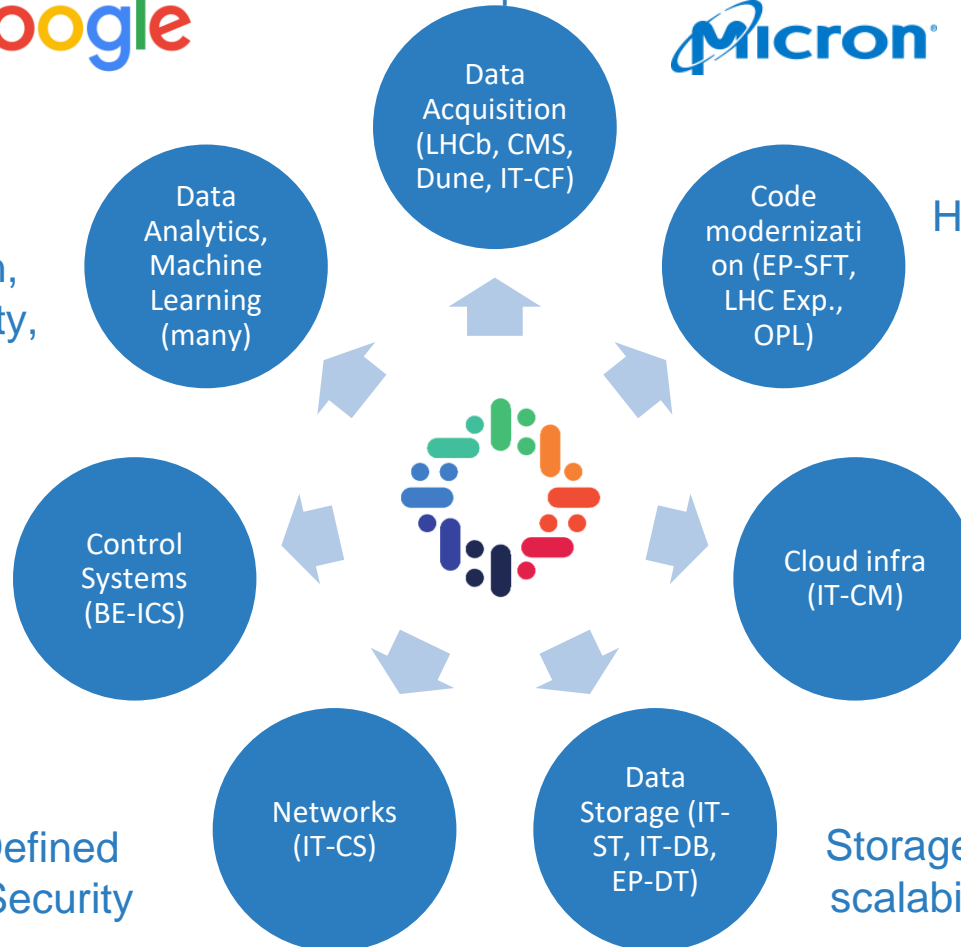 oogle
Micron
Data
Acquisition
(LHCb, CMS,
Dune, IT-CF)
Data
Analytics,
Machine
Learning
(many)
Code
modernizati
on (EP-SFT,
LHC Exp.,
OPL)
H
ty,
Control
Systems
(BE-ICS)
Cloud infra
(IT-CM)
Networks
(IT-CS)
Data
Storage (IT-
ST, IT-DB,
EP-DT)
efined
Security
Storage
scalabi